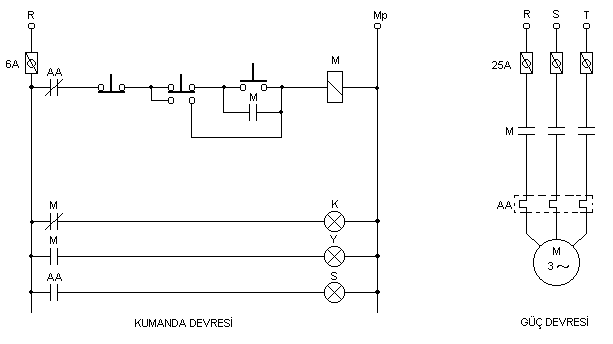 R Mp R S T
6A AA M 25A
M
M
M K AA
M Y M
3~
AA S
KUMANDA DEVRESİ GÜÇ DEVRESİ